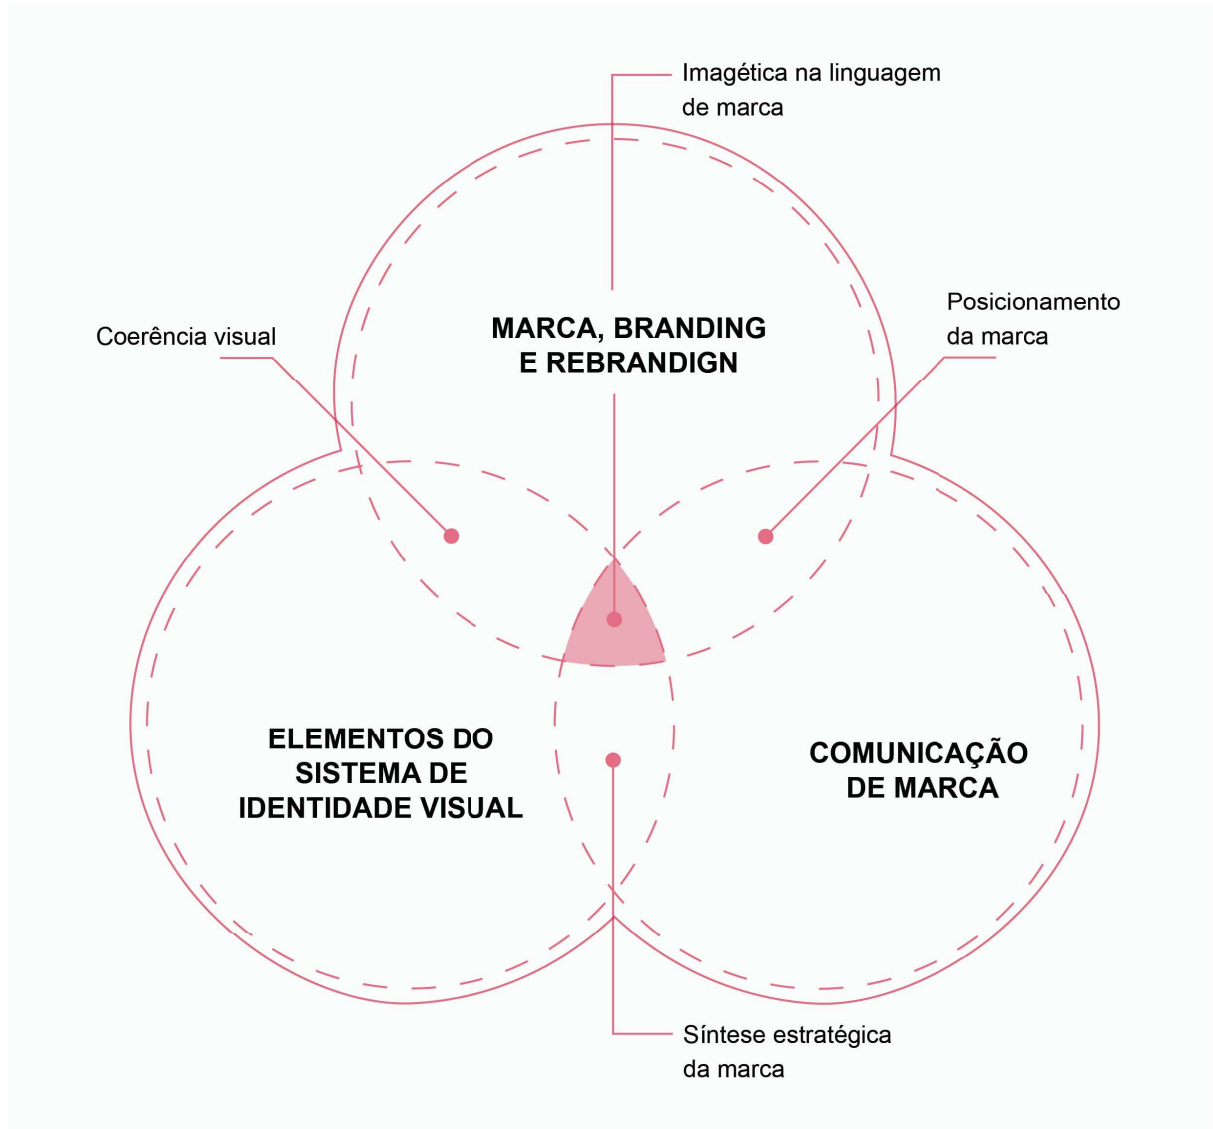 Imagética na linguagem
de marca
Posicionamento
da marca
Coerência visual
MARCA, BRANDING
E REBRANDIGN
ELEMENTOS DO
SISTEMA DE
IDENTIDADE VISUAL
COMUNICAÇÃO
DE MARCA
Síntese estratégica
da marca